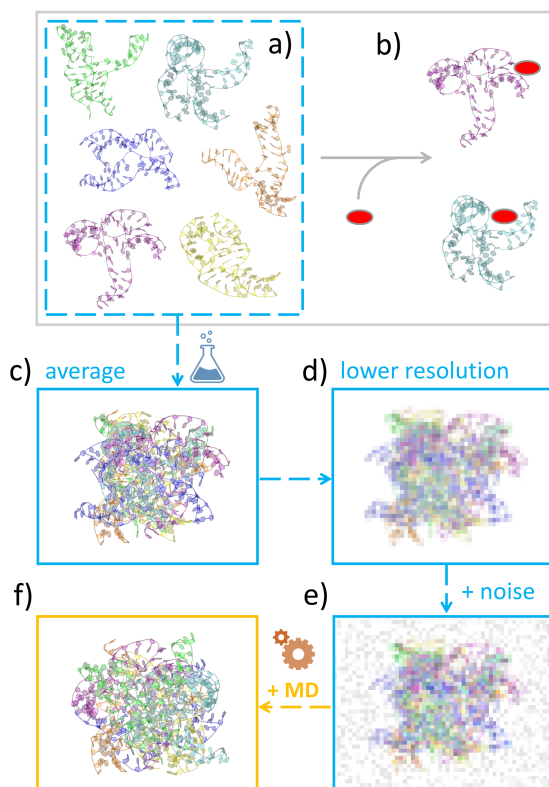 a)
b)
c) average
d) lower resolution
+ noise
f)
e)
+ MD